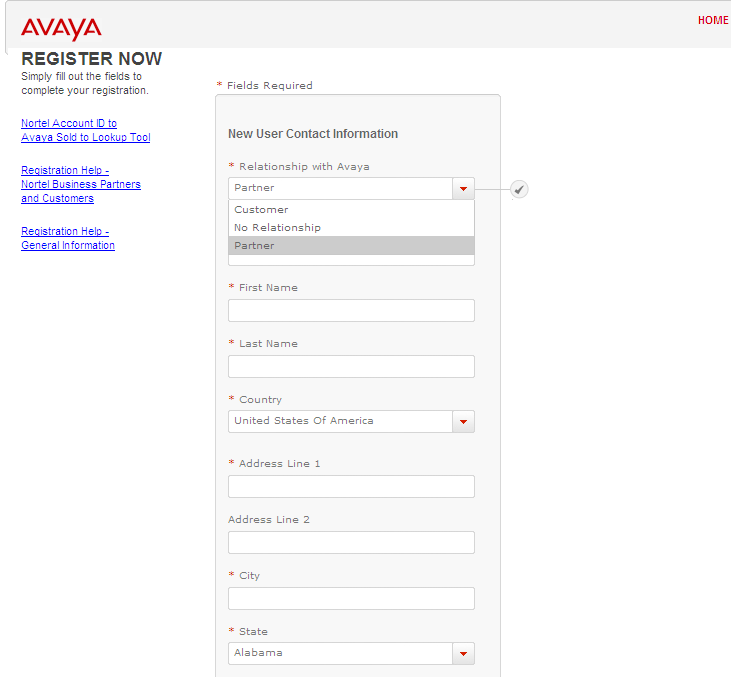 AVAYA
HOME
REGISTER NOW
Simply fill out the fields to
complete your registration.
Nortel Account ID to
Avaya Sold to Lookup Tool
Registration Help -
Nortel Business Partners
and Customers
Registration Help -
General Information
* Fields Required
New User Contact Information
* Relationship with Avaya
Partner
Customer
No Relationship
Partner
* First Name
* Last Name
* Country
United States Of America
* Address Line 1
Address Line 2
* City
* State
Alabama